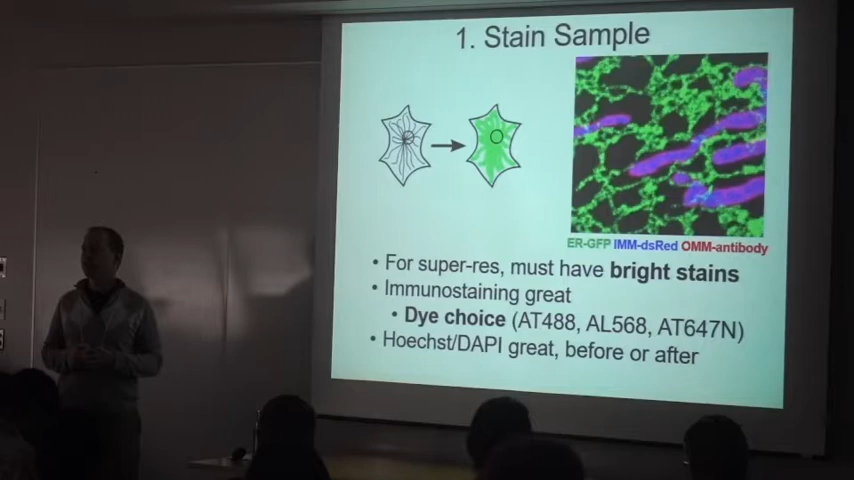 1. Stain Sample
ER-GFP IMM-dsRed OMM-antibody
• For super-res, must have bright stains
• Immunostaining great
• Dye choice (AT488, AL568, AT647N)
• Hoechst/DAPI great, before or after